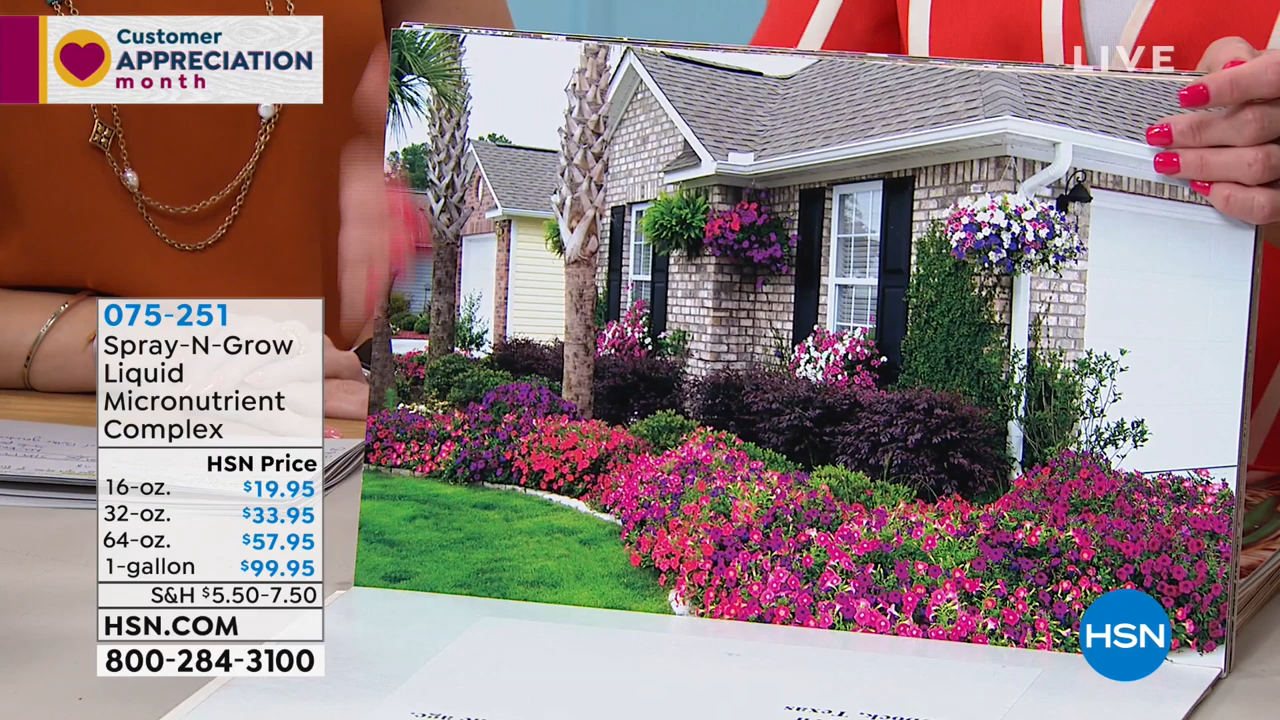 Customer
APPRECIATION
month
LIVE
075-251
Spray-N-Grow
Liquid
Micronutrient
Complex
HSN Price
16-oz. $19.95
32-oz. $33.95
64-oz. $57.95
1-gallon $99.95
S&H $5.50-7.50
HSN.COM
800-284-3100
HSN
Texas